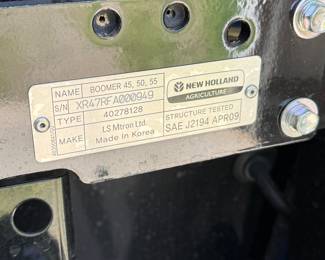 NAME BOOMER 45, 50, 55
S/N XR47RFA000949
TYPE 40278128
MAKE LS Mtron Ltd.
Made in Korea
NEW HOLLAND
AGRICULTURE
STRUCTURE TESTED
SAE J2194 APR09